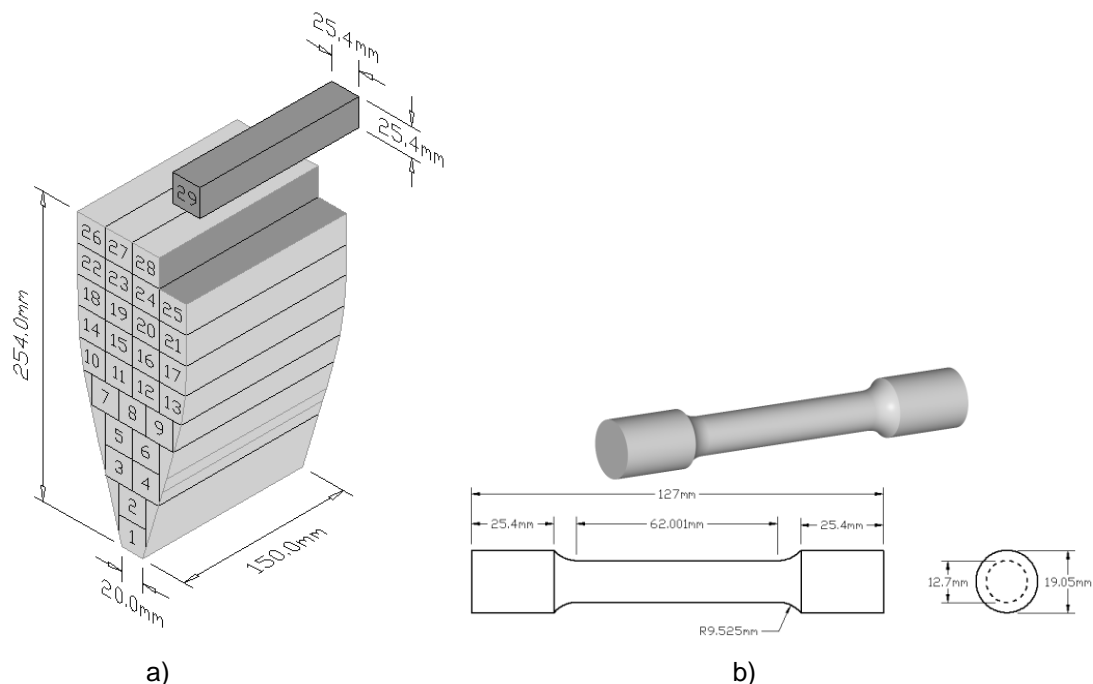 25,4mm
25,4mm
29
254.0mm
26 27 28
22 23 24 25
18 19 20 21
14 15 16 17
10 11 12 13
7 8 9
5 6
3 4
2
1
20.0mm
150.0mm
127mm
25.4mm 62.001mm 25.4mm
12.7mm 19.05mm
R9.525mm
a) b)